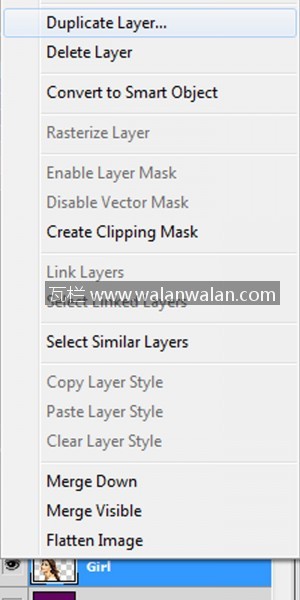 Duplicate Layer...
Delete Layer
Convert to Smart Object
Rasterize Layer
Enable Layer Mask
Disable Vector Mask
Create Clipping Mask
Link Layers
瓦栏 www.walanwalan.com
Select Linked Layers
Select Similar Layers
Copy Layer Style
Paste Layer Style
Clear Layer Style
Merge Down
Merge Visible
Flatten Image
Girl